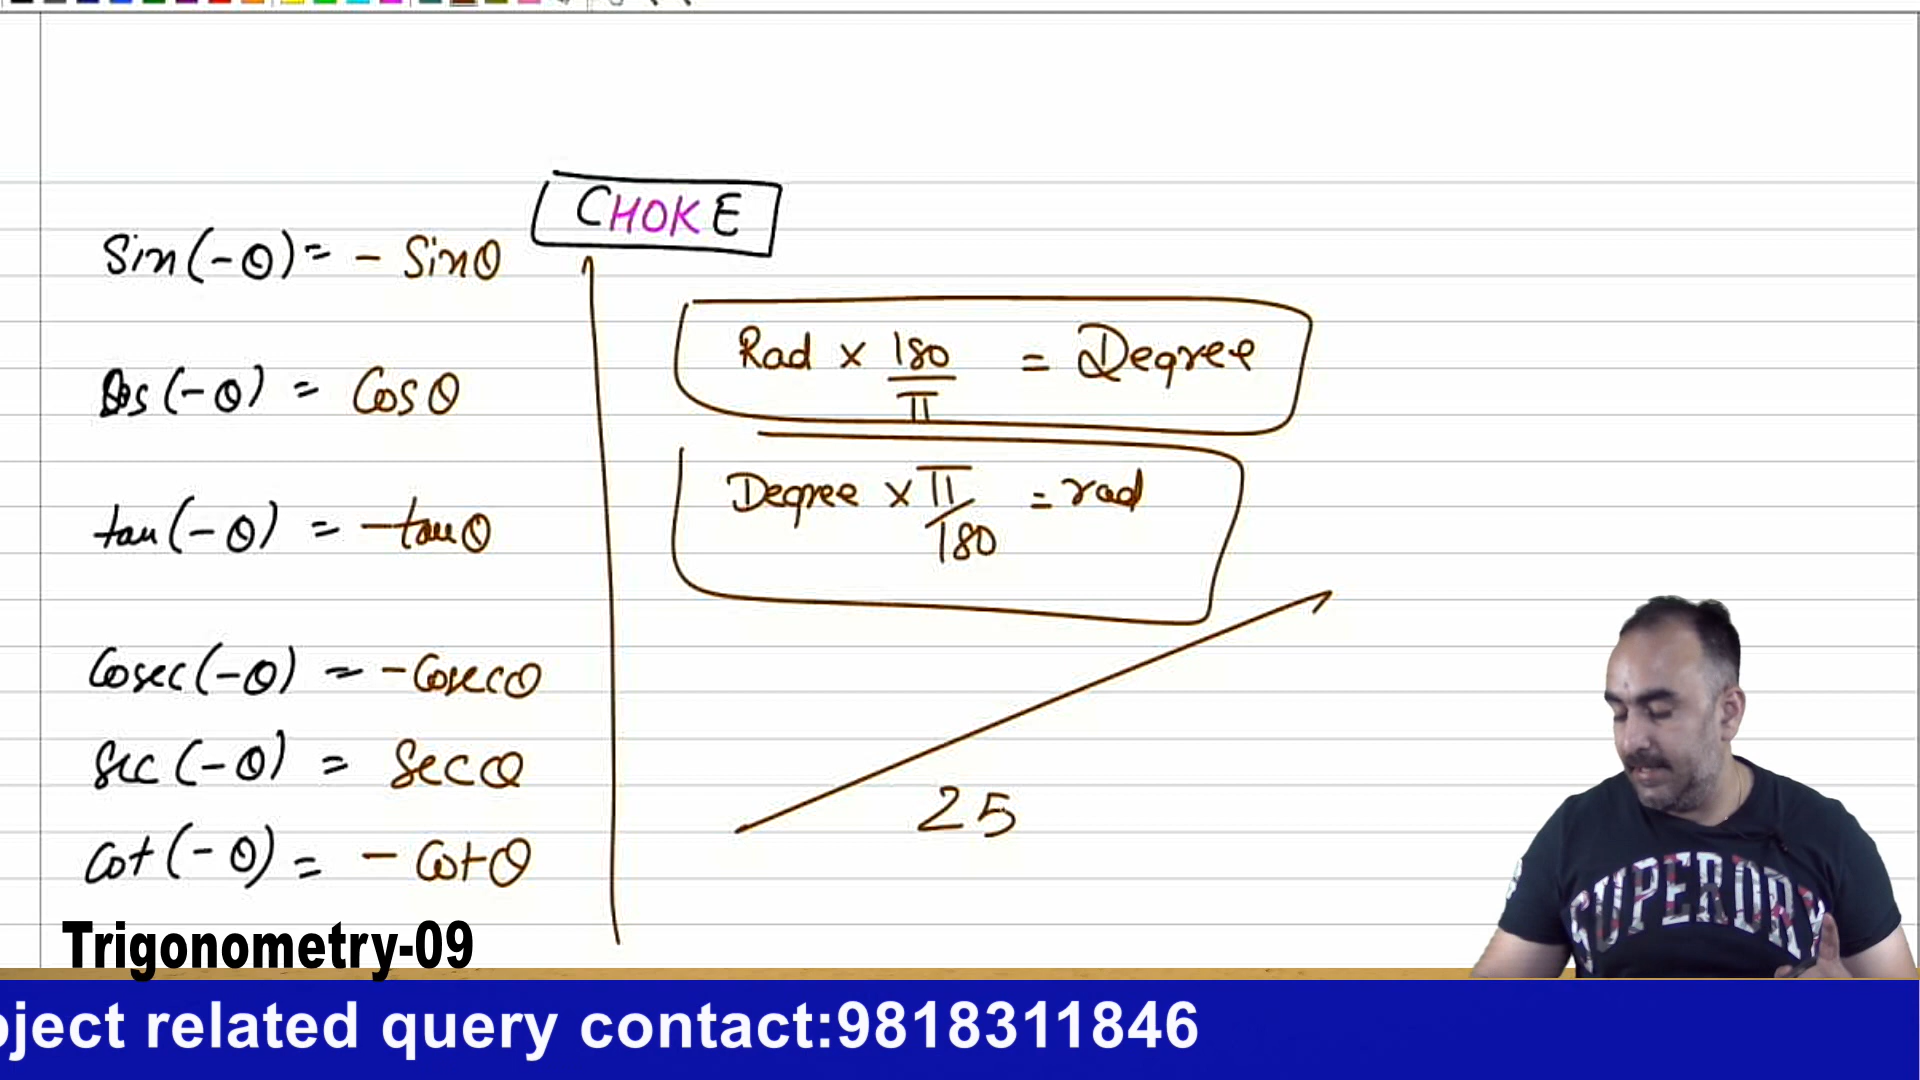 CHOKE
Sin(-θ) = - Sinθ
Cos(-θ) = Cosθ
tan(-θ) = -tanθ
Cosec(-θ) = -Cosecθ
Sec(-θ) = Secθ
Cot(-θ) = - Cotθ
Rad × 180/π = Degree
Degree × π/180 = rad
25
SUPERDRY
Trigonometry-09
bject related query contact:9818311846